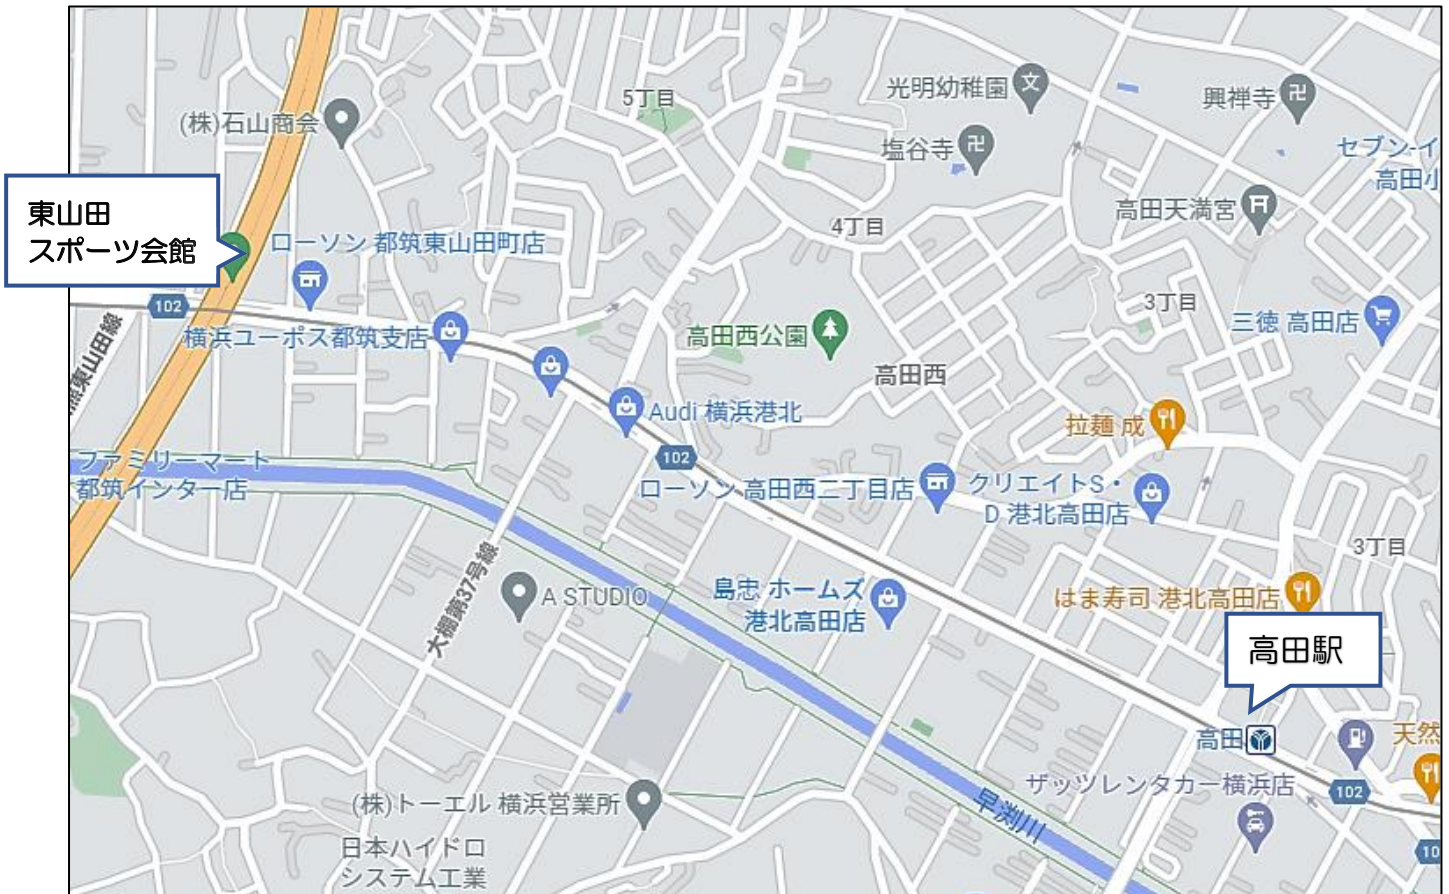 5丁目
光明幼稚園
興禅寺
(株)石山商会
塩谷寺
セブン-イ
高田小
東山田
スポーツ会館
高田天満宮
4丁目
ローソン 都筑東山田町店
102
3丁目
横浜ユーポス都筑支店
高田西公園
三徳 高田店
熊東山田線
高田西
Audi 横浜港北
拉麺 成
102
ファミリーマート
都筑インター店
ローソン 高田西二丁目店
クリエイトS・
D 港北高田店
3丁目
大棚第37号線
A STUDIO
島忠 ホームズ
港北高田店
はま寿司 港北高田店
高田駅
高田
天然
ザッツレンタカー横浜店
102
早渕川
(株)トーエル 横浜営業所
日本ハイドロ
システム工業
10